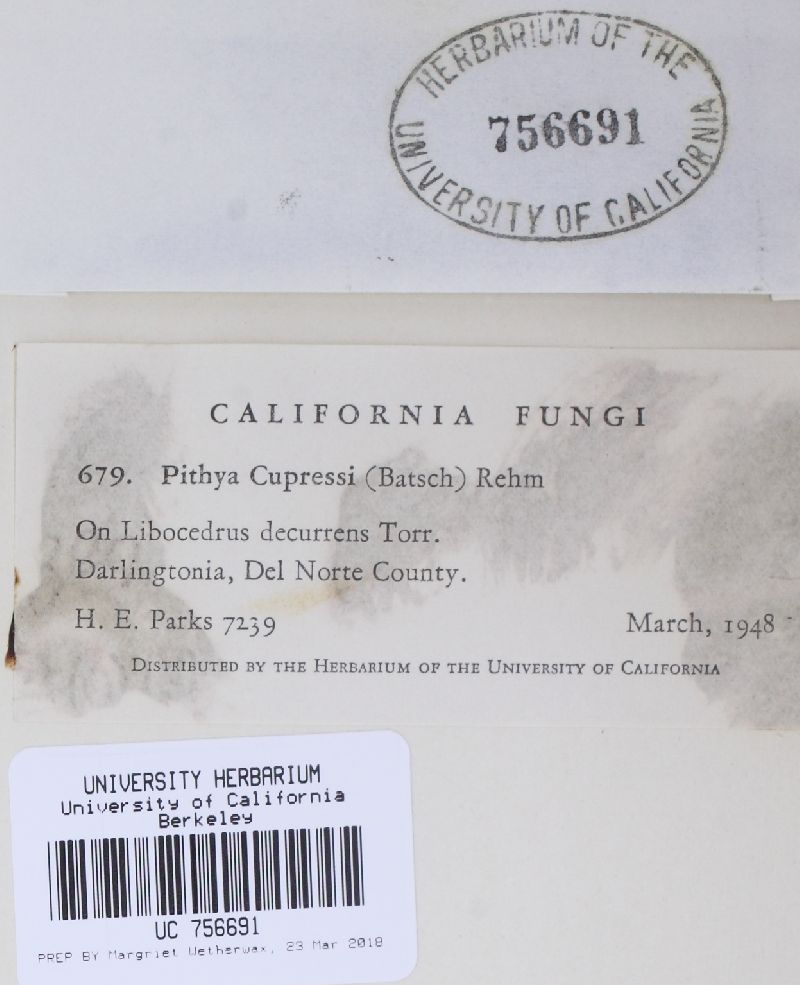 HERBARIUM OF THE
756691
UNIVERSITY OF CALIFORNIA
CALIFORNIA FUNGI
679. Pithya Cupressi (Batsch) Rehm
On Libocedrus decurrens Torr.
Darlingtonia, Del Norte County.
H. E. Parks 7239 March, 1948
DISTRIBUTED BY THE HERBARIUM OF THE UNIVERSITY OF CALIFORNIA
UNIVERSITY HERBARIUM
University of California
Berkeley
UC 756691
PREP BY Margriet Wetherwax, 23 Mar 2018